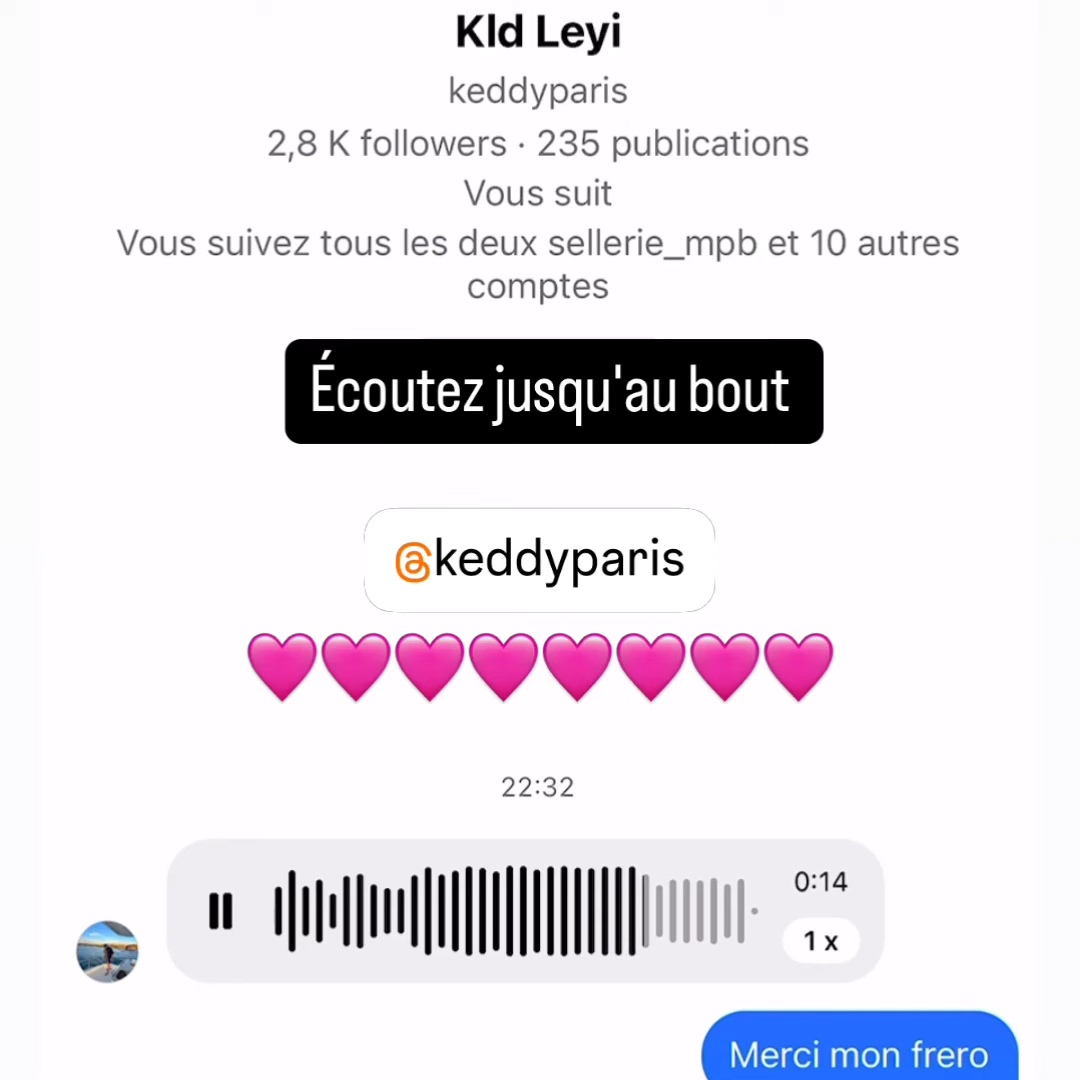 Kld Leyi
keddyparis
2,8 K followers · 235 publications
Vous suit
Vous suivez tous les deux sellerie_mpb et 10 autres
comptes
Écoutez jusqu'au bout
@keddyparis
22:32
0:14
1 x
Merci mon frero